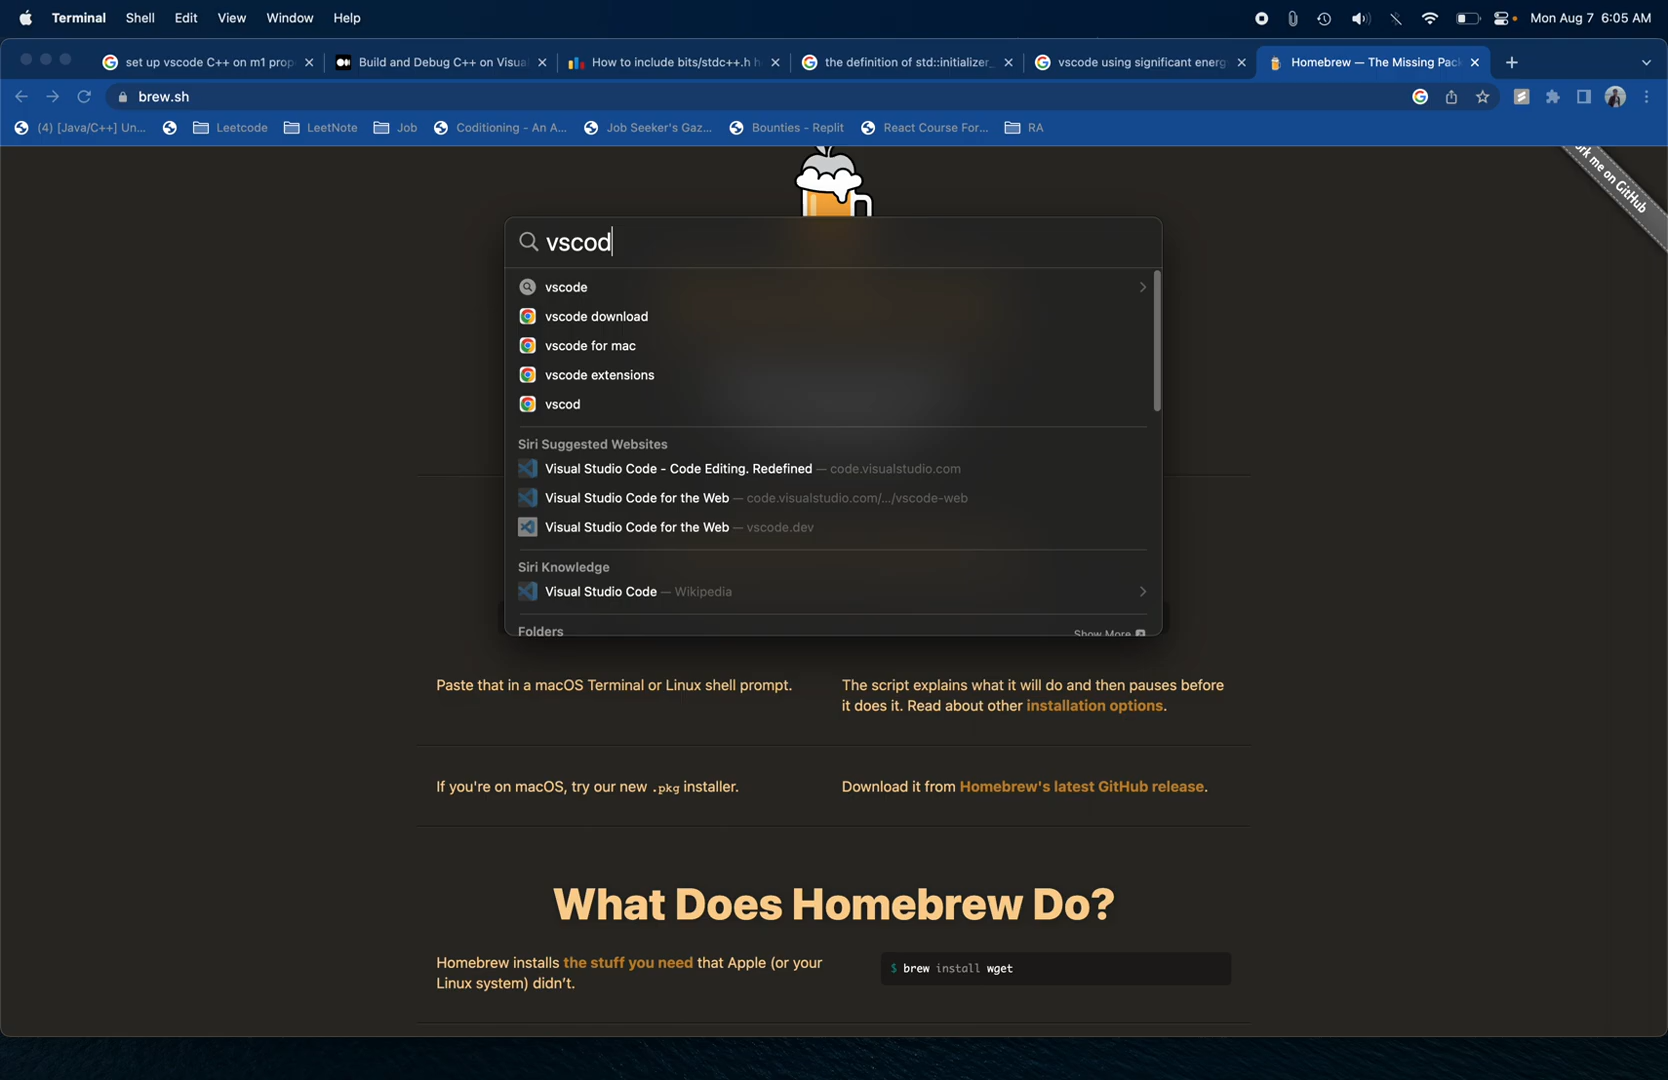 Terminal Shell Edit View Window Help Mon Aug 7 6:05 AM
set up vscode C++ on m1 prop Build and Debug C++ on Visual How to include bits/stdc++.h the definition of std::initializer_ vscode using significant energ Homebrew — The Missing Pac
brew.sh
(4) [Java/C++] Un... Leetcode LeetNote Job Coditioning - An A... Job Seeker's Gaz... Bounties - Replit React Course For... RA
rk me on GitHub
vscod
vscode
vscode download
vscode for mac
vscode extensions
vscod
Siri Suggested Websites
Visual Studio Code - Code Editing. Redefined — code.visualstudio.com
Visual Studio Code for the Web — code.visualstudio.com/.../vscode-web
Visual Studio Code for the Web — vscode.dev
Siri Knowledge
Visual Studio Code — Wikipedia
Folders Show More
Paste that in a macOS Terminal or Linux shell prompt.
The script explains what it will do and then pauses before
it does it. Read about other installation options.
If you're on macOS, try our new .pkg installer.
Download it from Homebrew's latest GitHub release.
What Does Homebrew Do?
Homebrew installs the stuff you need that Apple (or your
Linux system) didn't.
$ brew install wget